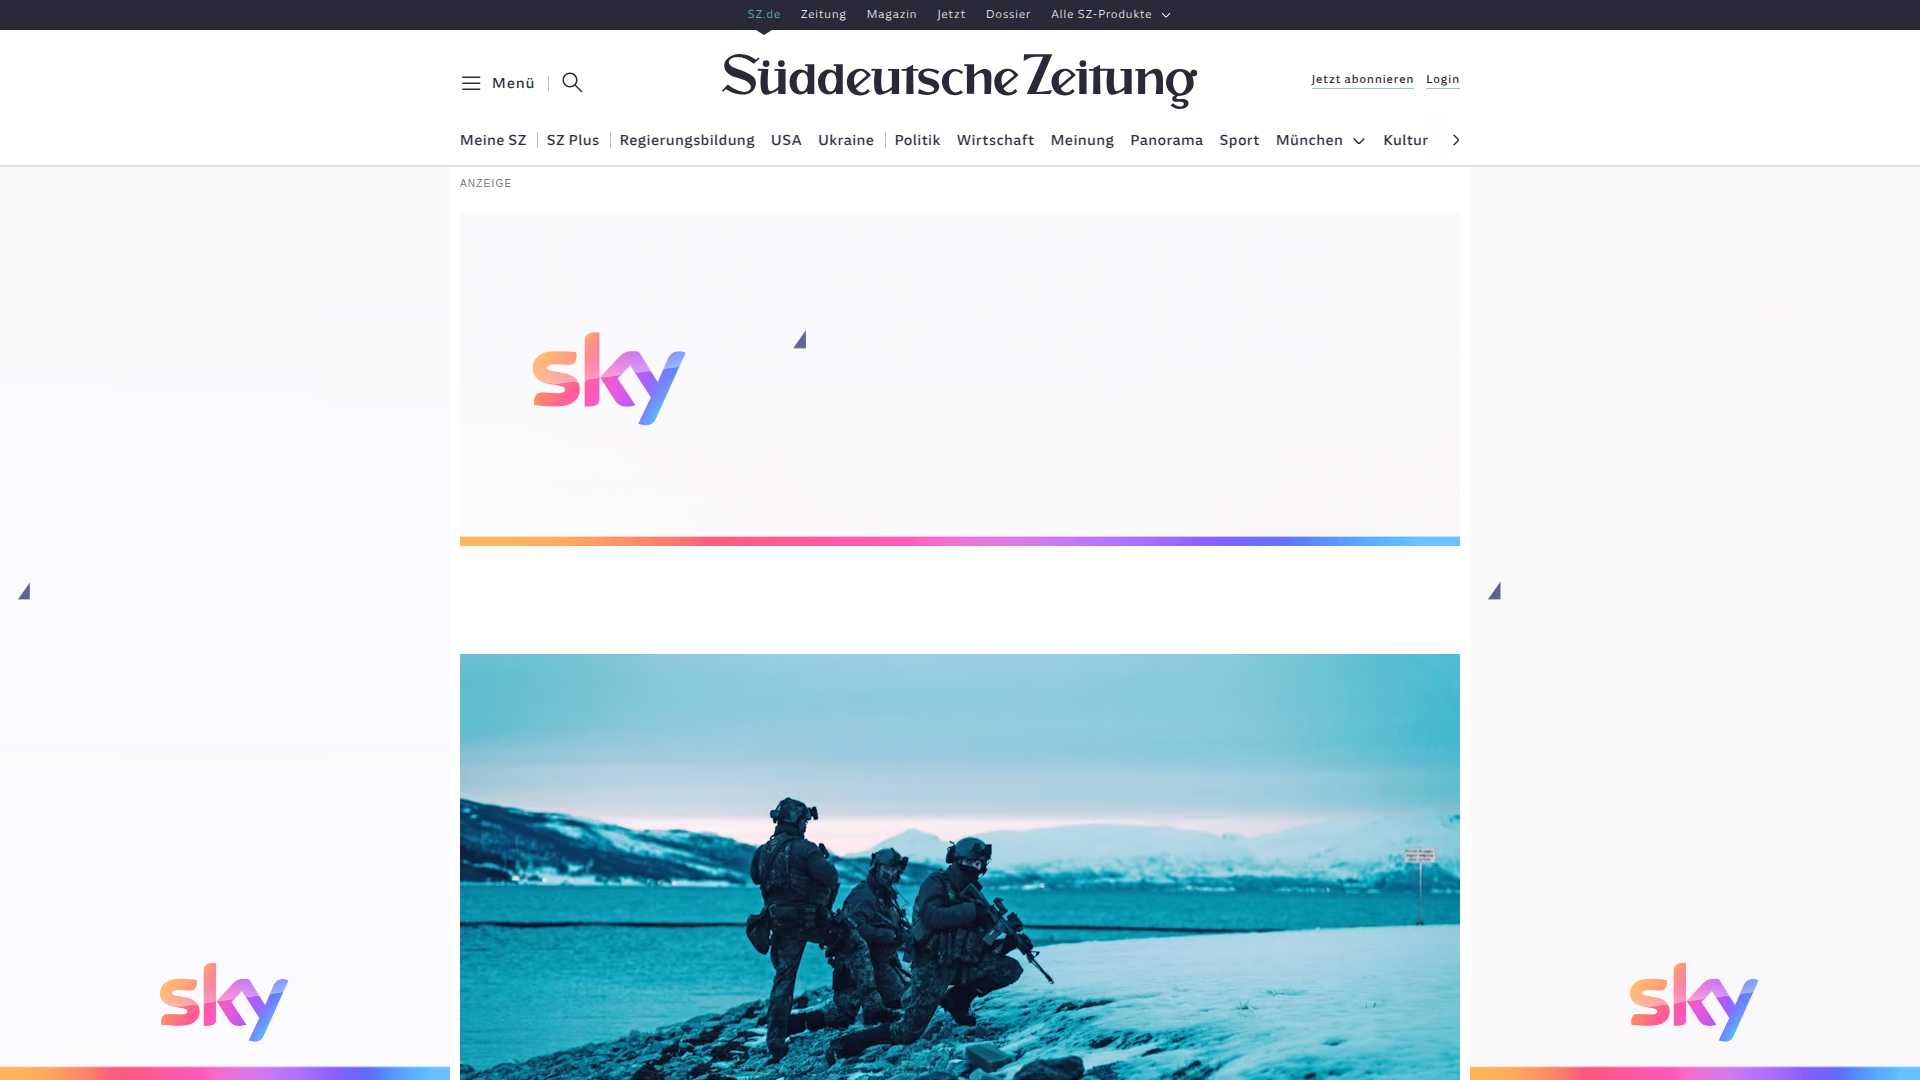 SZ.de Zeitung Magazin Jetzt Dossier Alle SZ-Produkte
Menü
Süddeutsche Zeitung
Jetzt abonnieren Login
Meine SZ SZ Plus Regierungsbildung USA Ukraine Politik Wirtschaft Meinung Panorama Sport München Kultur
ANZEIGE
sky
sky
sky